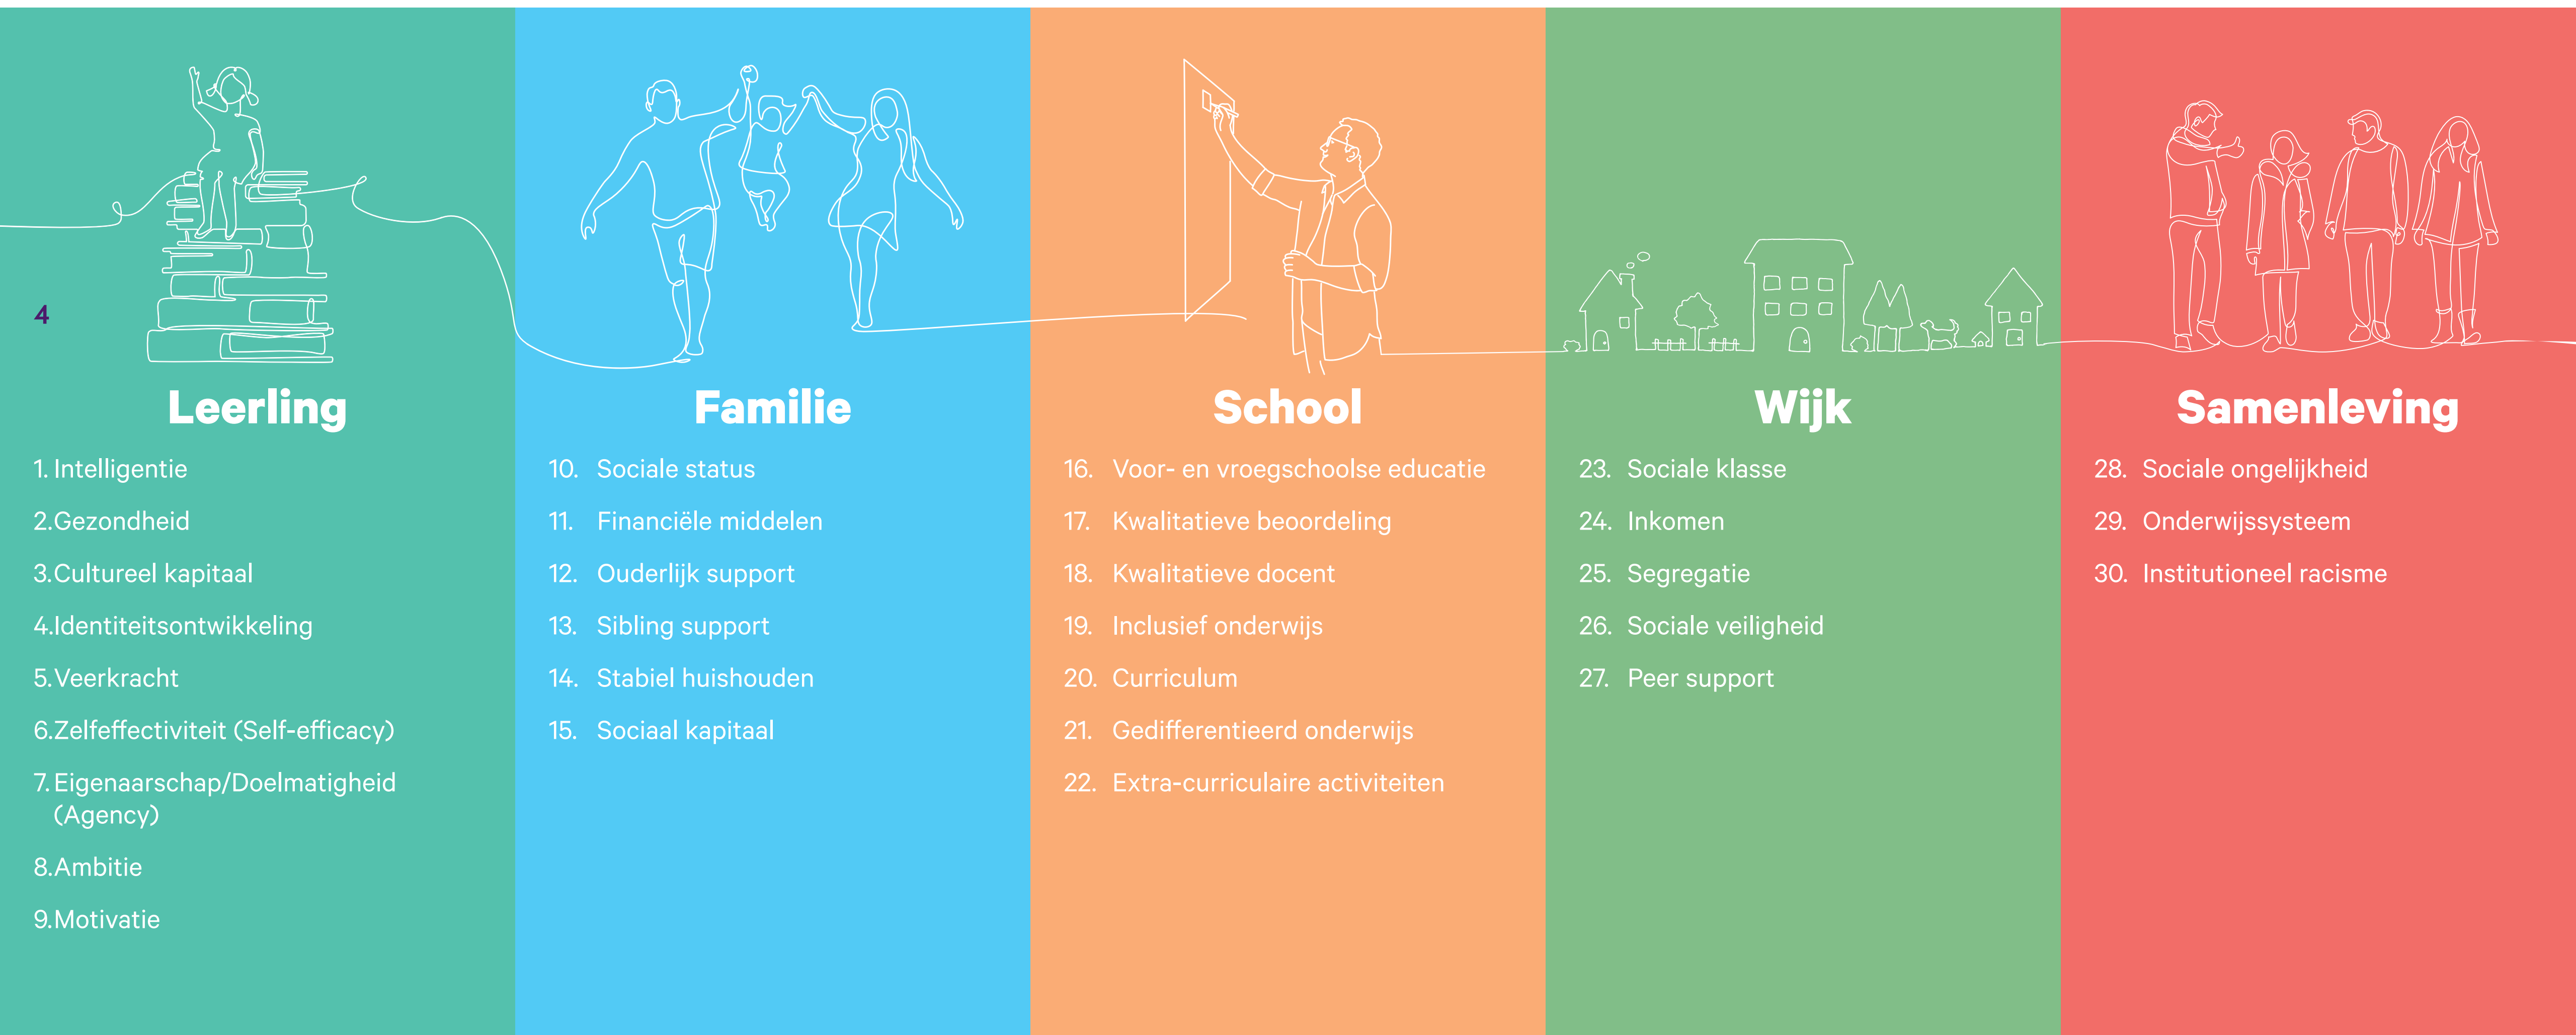 4
Leerling
1. Intelligentie
2.Gezondheid
3.Cultureel kapitaal
4.Identiteitsontwikkeling
5.Veerkracht
6.Zelfeffectiviteit (Self-efficacy)
7. Eigenaarschap/Doelmatigheid
(Agency)
8.Ambitie
9.Motivatie
Familie
10. Sociale status
11. Financiële middelen
12. Ouderlijk support
13. Sibling support
14. Stabiel huishouden
15. Sociaal kapitaal
School
16. Voor- en vroegschoolse educatie
17. Kwalitatieve beoordeling
18. Kwalitatieve docent
19. Inclusief onderwijs
20. Curriculum
21. Gedifferentieerd onderwijs
22. Extra-curriculaire activiteiten
Wijk
23. Sociale klasse
24. Inkomen
25. Segregatie
26. Sociale veiligheid
27. Peer support
Samenleving
28. Sociale ongelijkheid
29. Onderwijssysteem
30. Institutioneel racisme